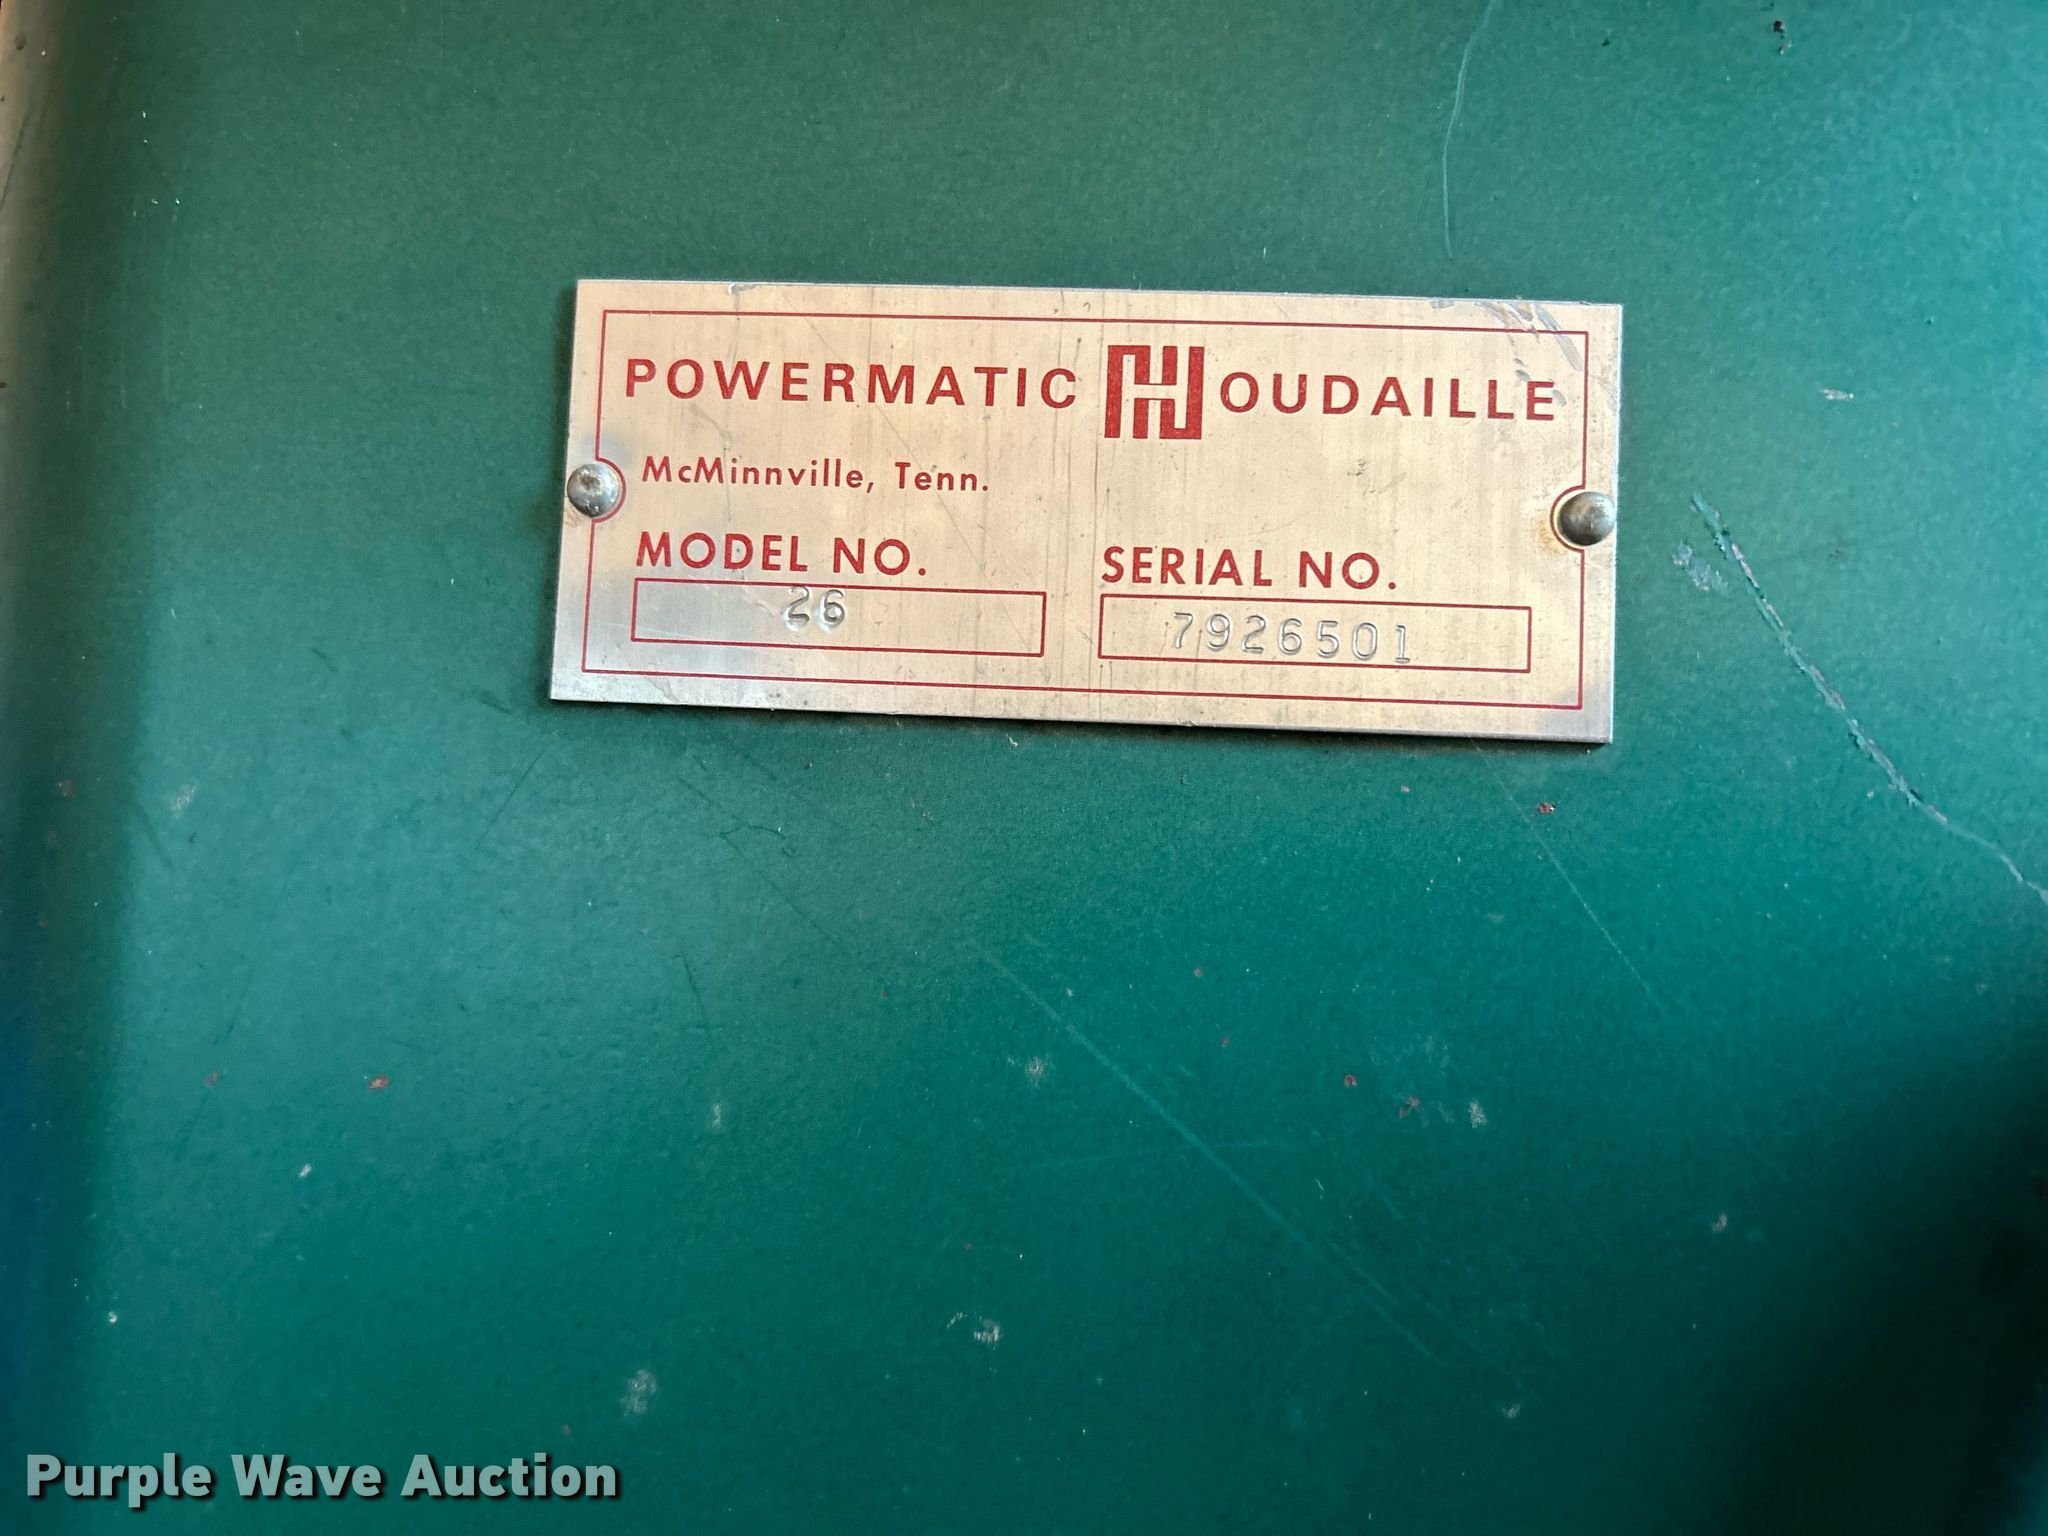 POWERMATIC HOUDAILLE
McMinnville, Tenn.
MODEL NO. SERIAL NO.
26 7926501
Purple Wave Auction